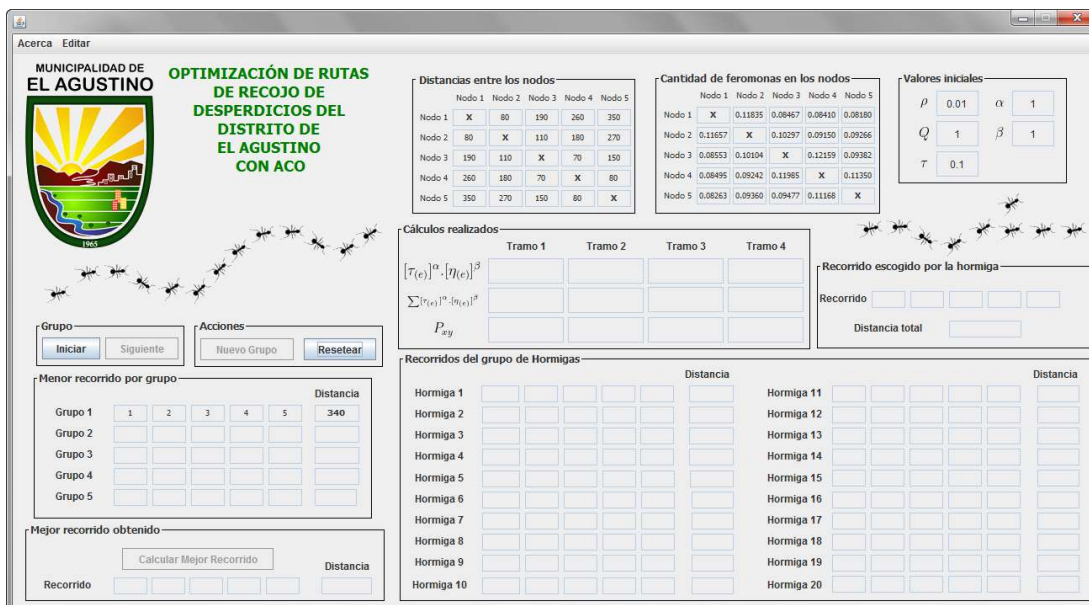 Acerca Editar
MUNICIPALIDAD DE
EL AGUSTINO
1965
OPTIMIZACIÓN DE RUTAS
DE RECOJO DE
DESPERDICIOS DEL
DISTRITO DE
EL AGUSTINO
CON ACO
Distancias entre los nodos
Nodo 1 Nodo 2 Nodo 3 Nodo 4 Nodo 5
Nodo 1 X 80 190 260 350
Nodo 2 80 X 110 180 270
Nodo 3 190 110 X 70 150
Nodo 4 260 180 70 X 80
Nodo 5 350 270 150 80 X
Cantidad de feromonas en los nodos
Nodo 1 Nodo 2 Nodo 3 Nodo 4 Nodo 5
Nodo 1 X 0.11835 0.08467 0.08410 0.08180
Nodo 2 0.11657 X 0.10297 0.09150 0.09266
Nodo 3 0.08553 0.10104 X 0.12159 0.09382
Nodo 4 0.08495 0.09242 0.11985 X 0.11350
Nodo 5 0.08263 0.09360 0.09477 0.11168 X
Valores iniciales
ρ 0.01 α 1
Q 1 β 1
τ 0.1
Cálculos realizados
Tramo 1 Tramo 2 Tramo 3 Tramo 4
[τ(e)]^α.[η(e)]^β
∑[τ(e)]^α.[η(e)]^β
Pxy
Recorrido escogido por la hormiga
Recorrido
Distancia total
Grupo
Iniciar Siguiente
Acciones
Nuevo Grupo Resetear
Menor recorrido por grupo
Distancia
Grupo 1 1 2 3 4 5 340
Grupo 2
Grupo 3
Grupo 4
Grupo 5
Mejor recorrido obtenido
Calcular Mejor Recorrido
Distancia
Recorrido
Recorridos del grupo de Hormigas
Distancia Distancia
Hormiga 1 Hormiga 11
Hormiga 2 Hormiga 12
Hormiga 3 Hormiga 13
Hormiga 4 Hormiga 14
Hormiga 5 Hormiga 15
Hormiga 6 Hormiga 16
Hormiga 7 Hormiga 17
Hormiga 8 Hormiga 18
Hormiga 9 Hormiga 19
Hormiga 10 Hormiga 20